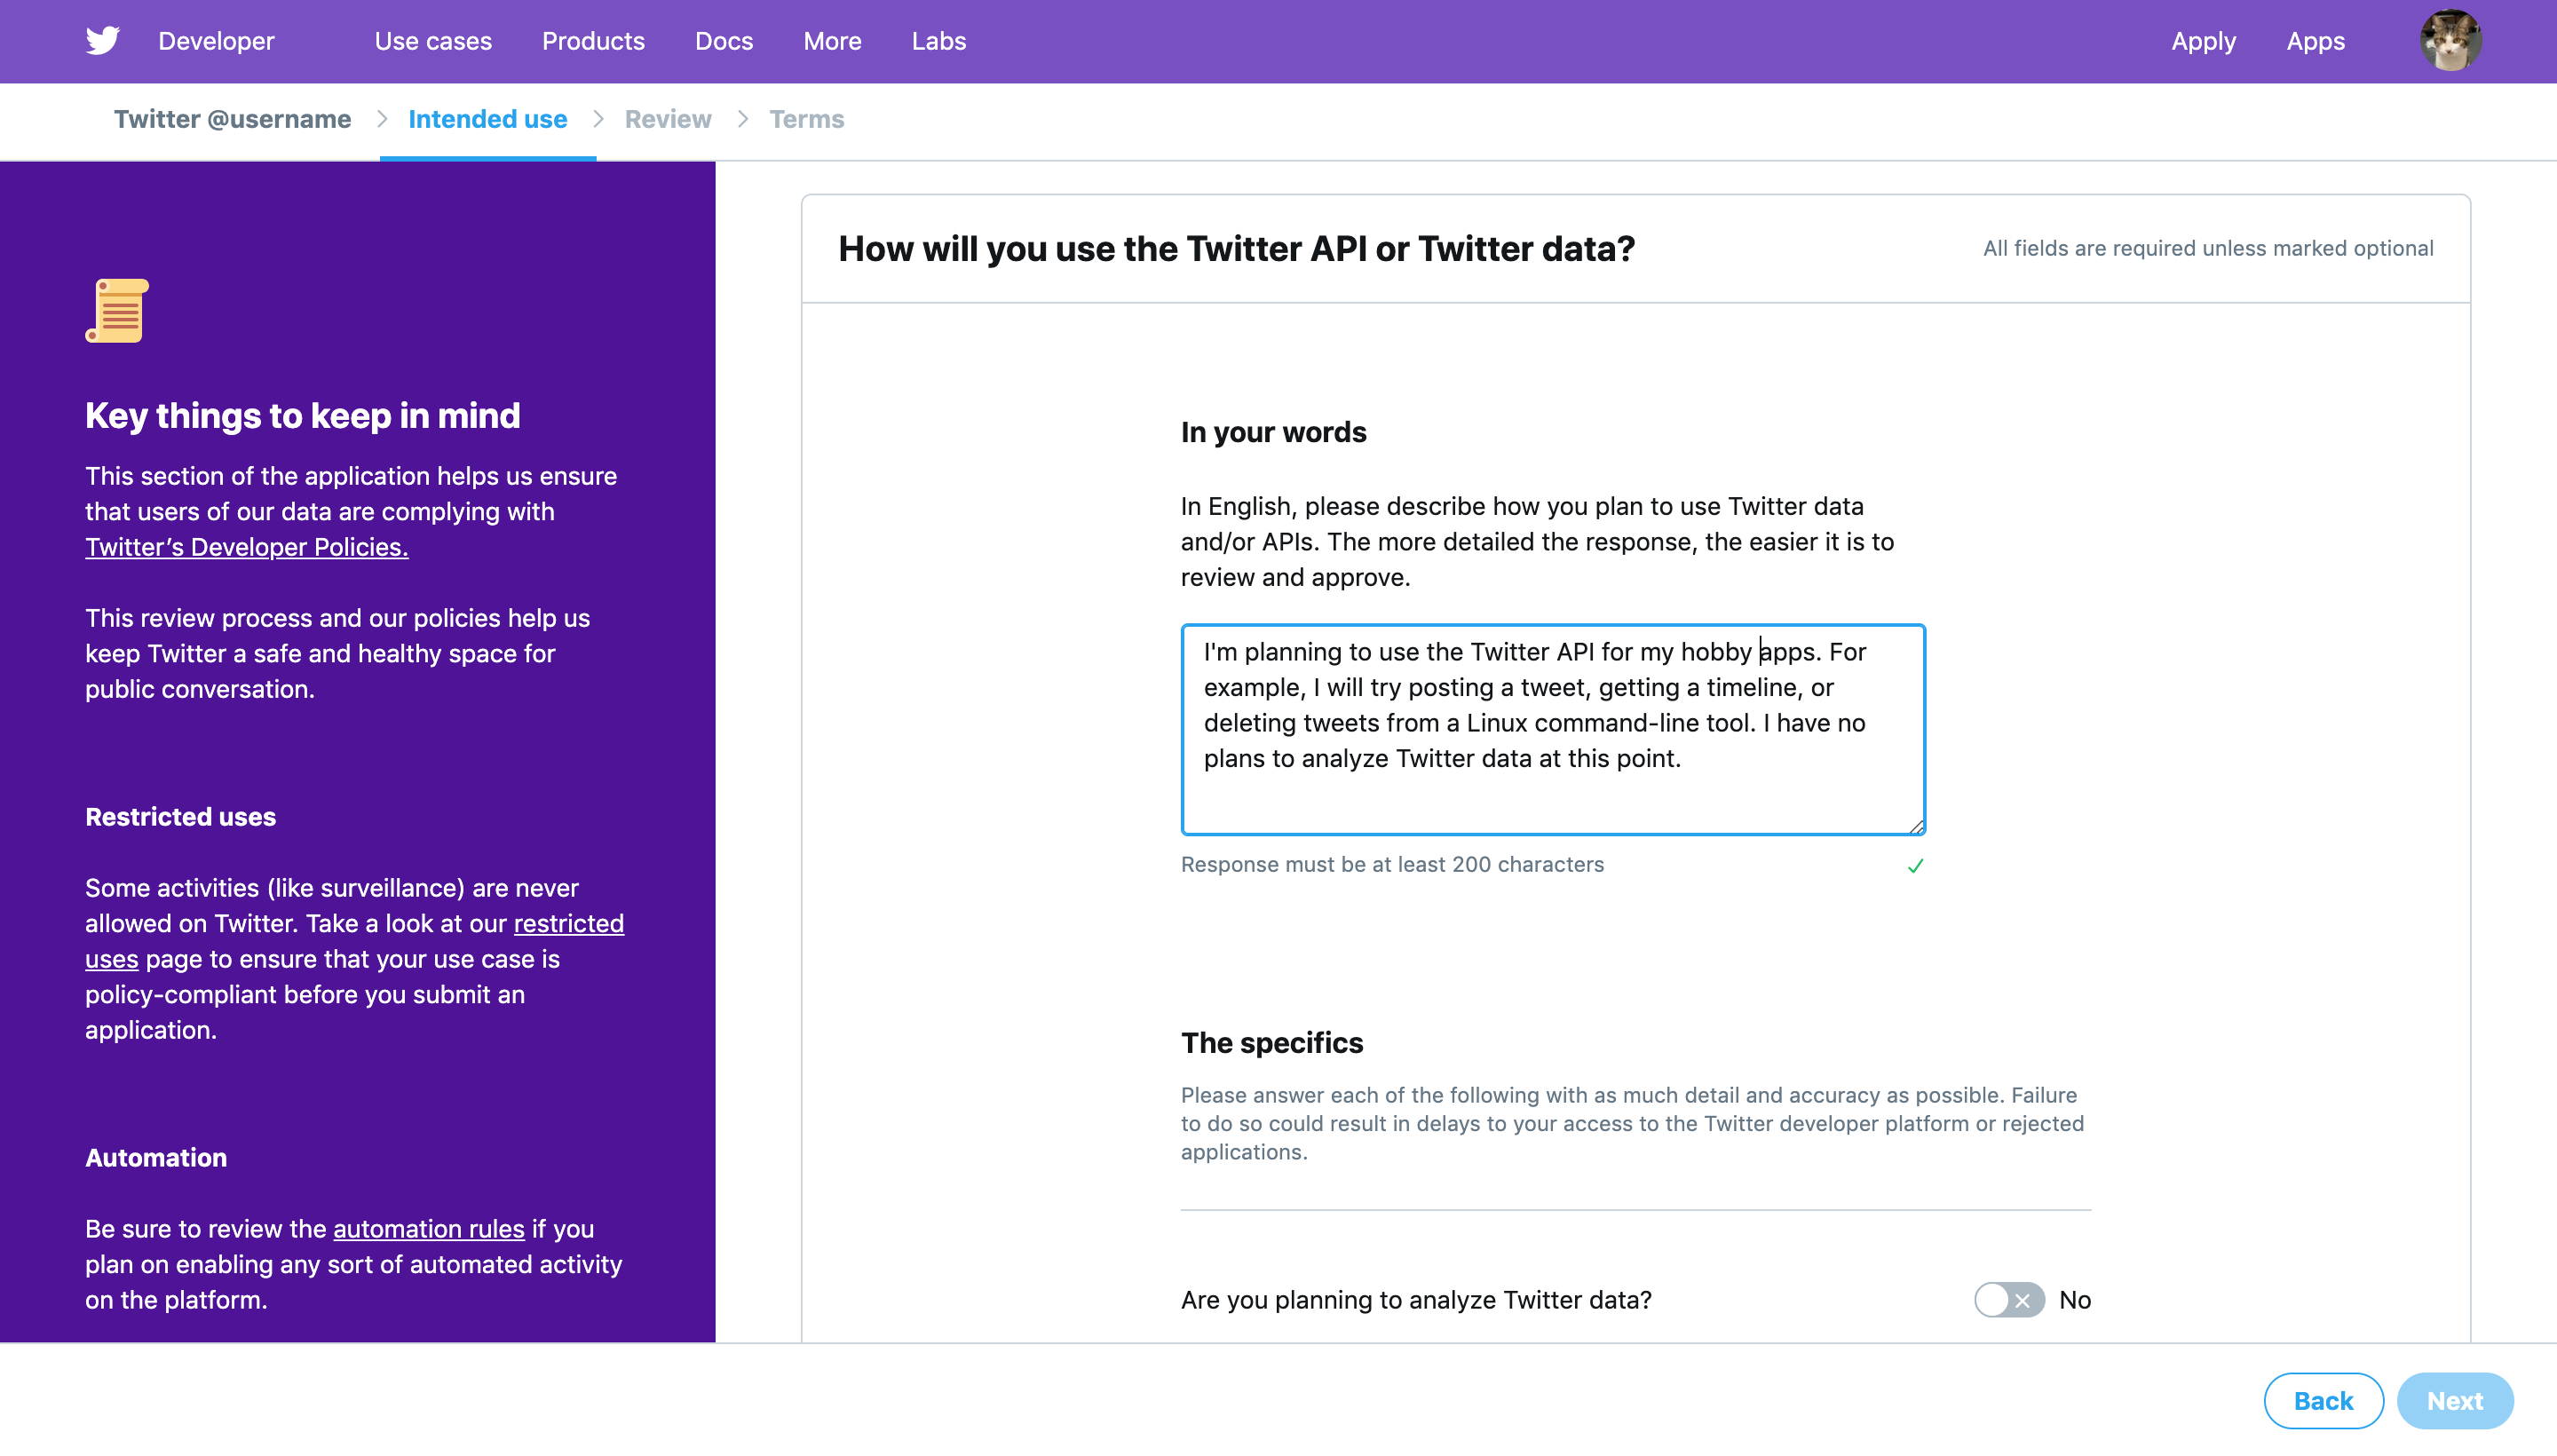 Developer Use cases Products Docs More Labs Apply Apps
Twitter @username Intended use Review Terms
Key things to keep in mind
This section of the application helps us ensure
that users of our data are complying with
Twitter’s Developer Policies.
This review process and our policies help us
keep Twitter a safe and healthy space for
public conversation.
Restricted uses
Some activities (like surveillance) are never
allowed on Twitter. Take a look at our restricted
uses page to ensure that your use case is
policy-compliant before you submit an
application.
Automation
Be sure to review the automation rules if you
plan on enabling any sort of automated activity
on the platform.
How will you use the Twitter API or Twitter data?
All fields are required unless marked optional
In your words
In English, please describe how you plan to use Twitter data
and/or APIs. The more detailed the response, the easier it is to
review and approve.
I'm planning to use the Twitter API for my hobby apps. For
example, I will try posting a tweet, getting a timeline, or
deleting tweets from a Linux command-line tool. I have no
plans to analyze Twitter data at this point.
Response must be at least 200 characters
The specifics
Please answer each of the following with as much detail and accuracy as possible. Failure
to do so could result in delays to your access to the Twitter developer platform or rejected
applications.
Are you planning to analyze Twitter data? No
Back Next